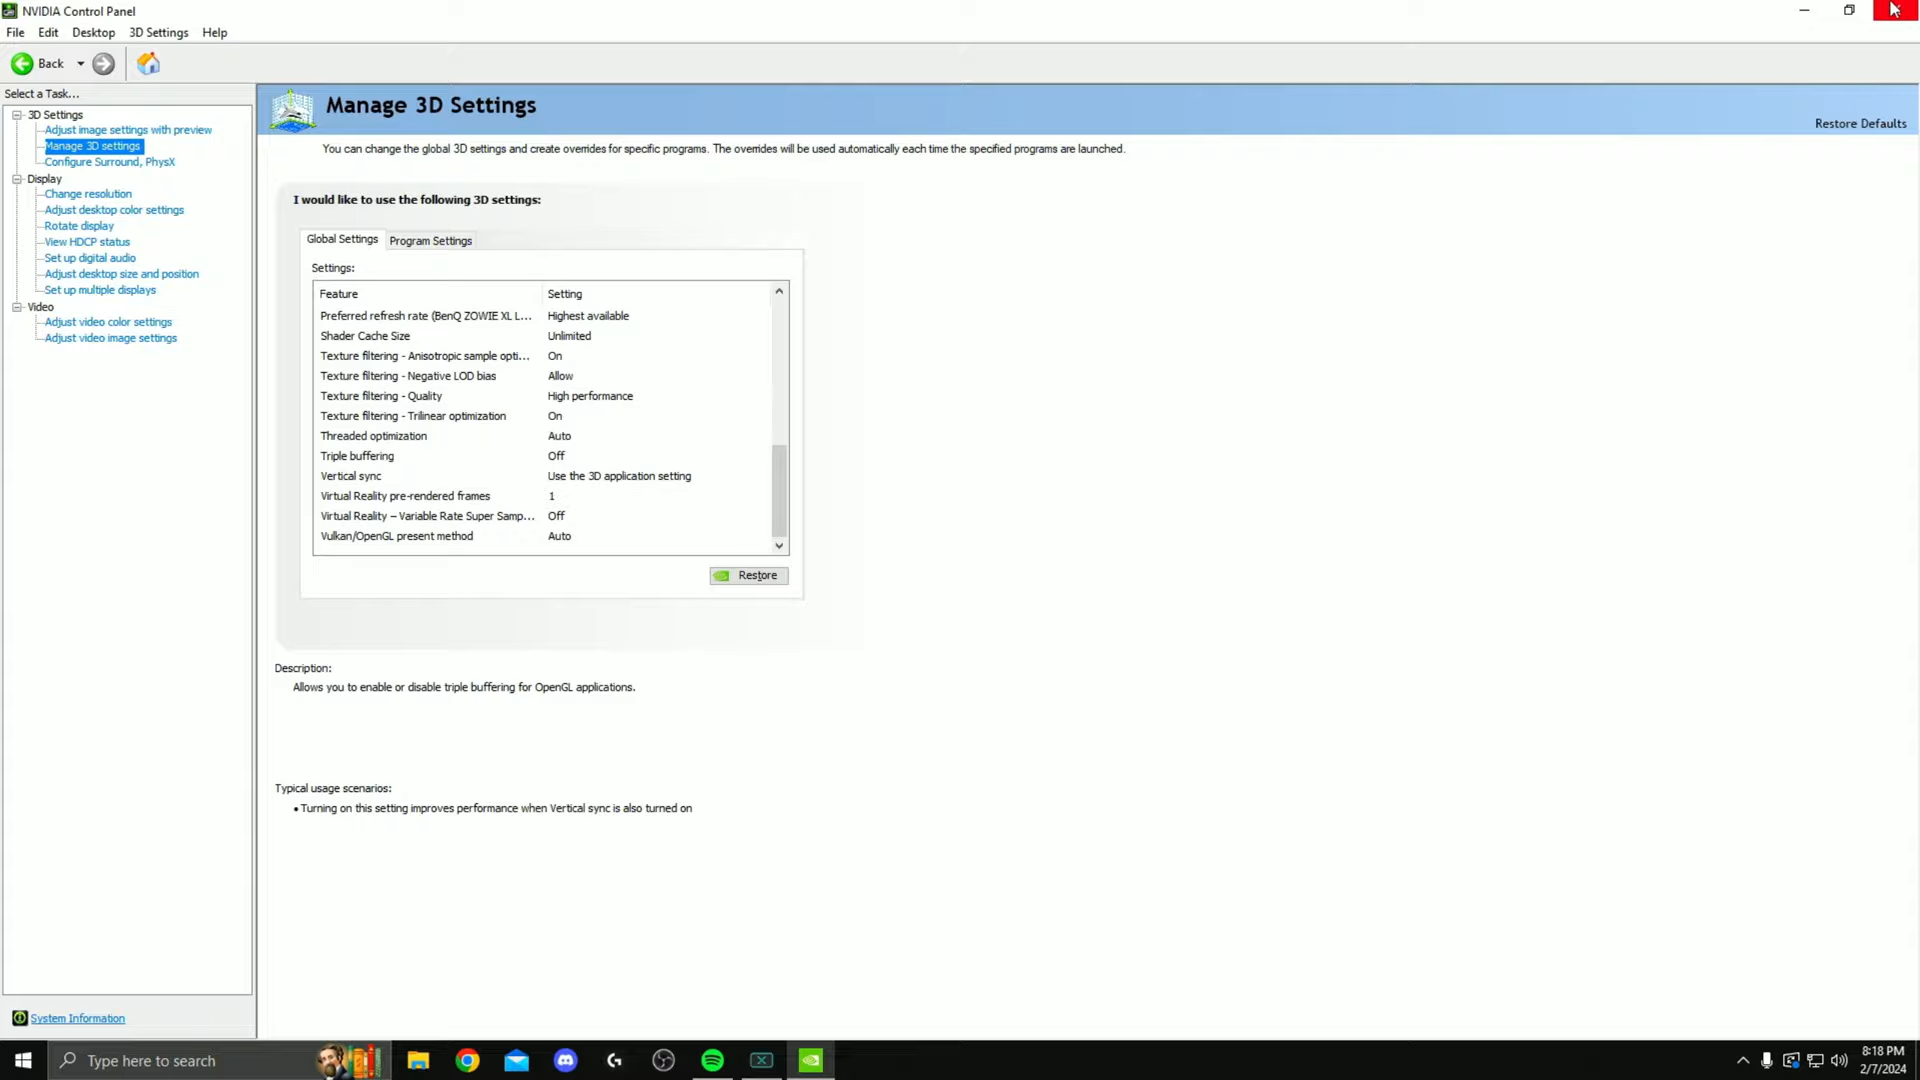 NVIDIA Control Panel
File Edit Desktop 3D Settings Help
Back
Select a Task...
3D Settings
Adjust image settings with preview
Manage 3D settings
Configure Surround, PhysX
Display
Change resolution
Adjust desktop color settings
Rotate display
View HDCP status
Set up digital audio
Adjust desktop size and position
Set up multiple displays
Video
Adjust video color settings
Adjust video image settings
System Information
Manage 3D Settings
Restore Defaults
You can change the global 3D settings and create overrides for specific programs. The overrides will be used automatically each time the specified programs are launched.
I would like to use the following 3D settings:
Global Settings Program Settings
Settings:
Feature Setting
Preferred refresh rate (BenQ ZOWIE XL L... Highest available
Shader Cache Size Unlimited
Texture filtering - Anisotropic sample opti... On
Texture filtering - Negative LOD bias Allow
Texture filtering - Quality High performance
Texture filtering - Trilinear optimization On
Threaded optimization Auto
Triple buffering Off
Vertical sync Use the 3D application setting
Virtual Reality pre-rendered frames 1
Virtual Reality – Variable Rate Super Samp... Off
Vulkan/OpenGL present method Auto
Restore
Description:
Allows you to enable or disable triple buffering for OpenGL applications.
Typical usage scenarios:
• Turning on this setting improves performance when Vertical sync is also turned on
Type here to search
8:18 PM
2/7/2024